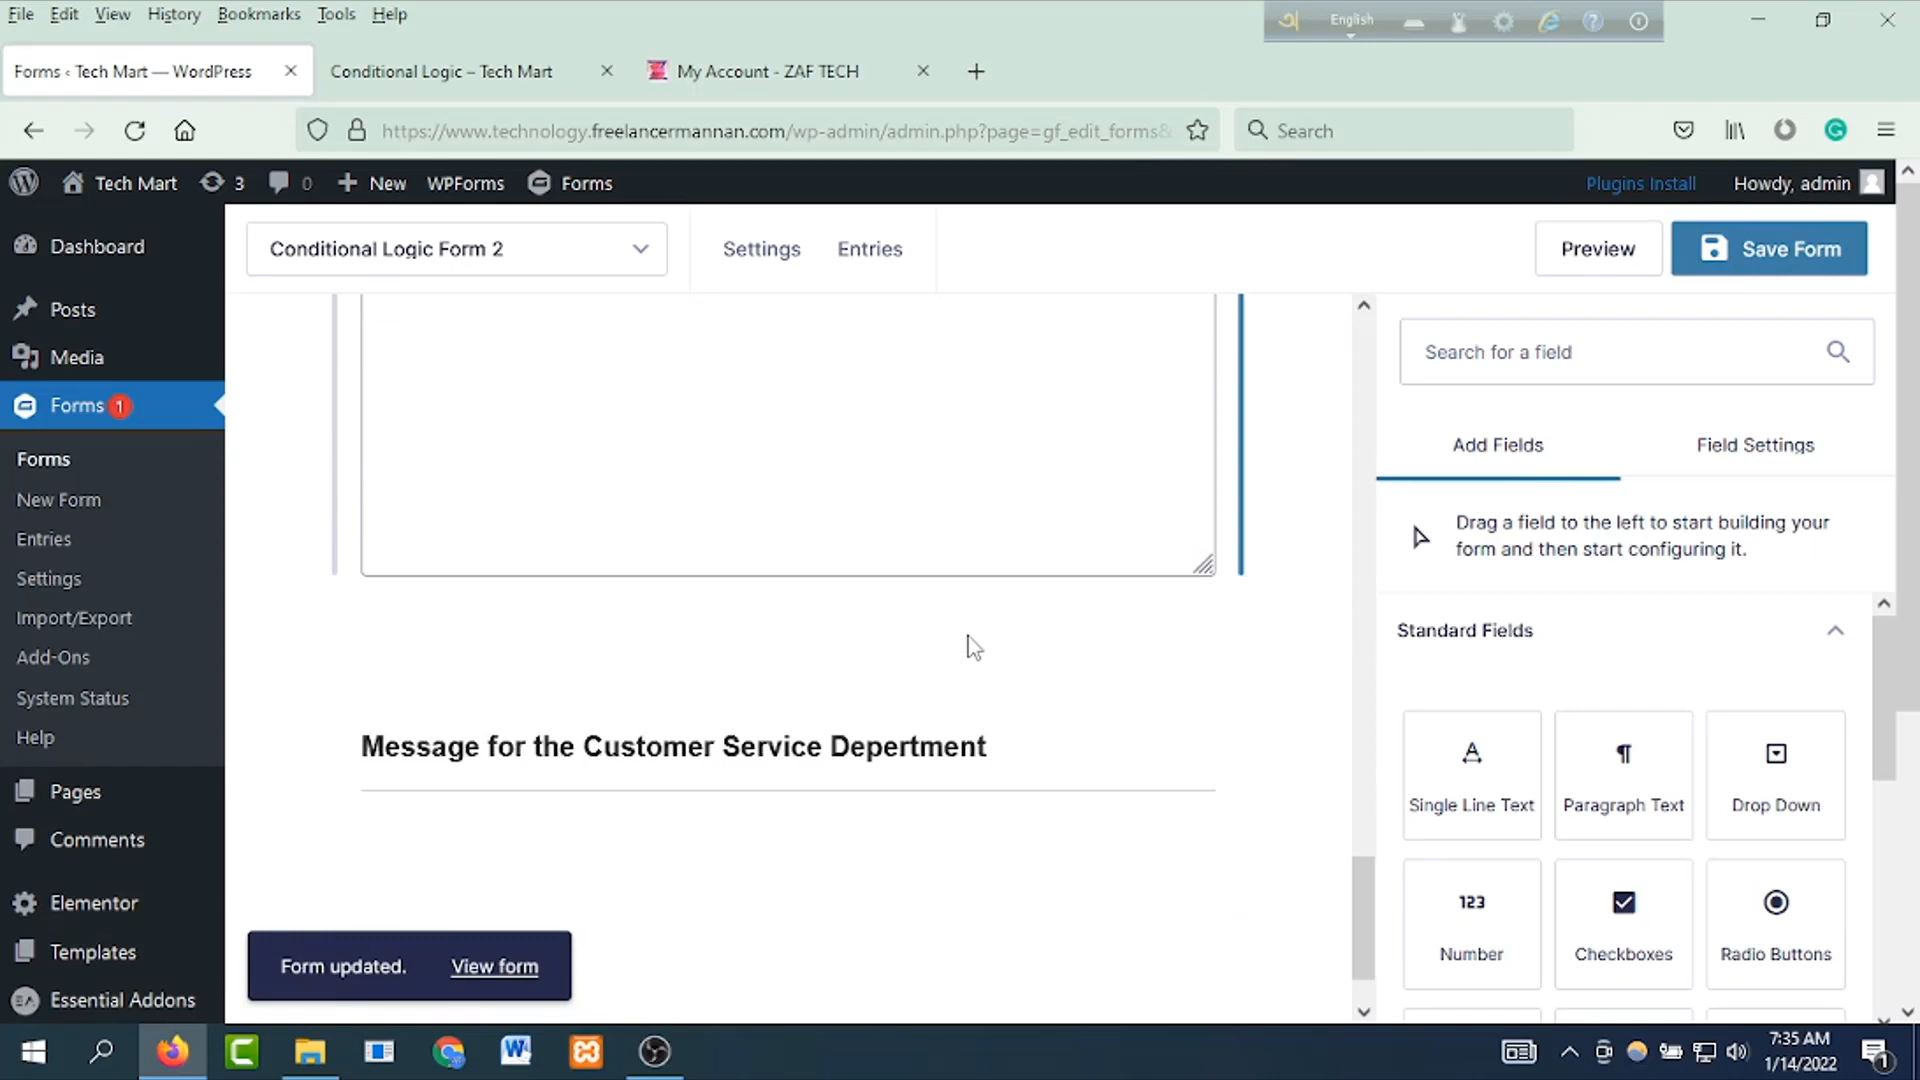 File Edit View History Bookmarks Tools Help
English
Forms ‹ Tech Mart — WordPress
Conditional Logic – Tech Mart
My Account - ZAF TECH
https://www.technology.freelancermannan.com/wp-admin/admin.php?page=gf_edit_forms&
Search
Tech Mart 3 0 New WPForms Forms
Plugins Install Howdy, admin
Dashboard
Posts
Media
Forms 1
Forms
New Form
Entries
Settings
Import/Export
Add-Ons
System Status
Help
Pages
Comments
Elementor
Templates
Essential Addons
Conditional Logic Form 2
Settings Entries
Preview
Save Form
Message for the Customer Service Depertment
Form updated. View form
Search for a field
Add Fields
Field Settings
Drag a field to the left to start building your
form and then start configuring it.
Standard Fields
Single Line Text
Paragraph Text
Drop Down
123
Number
Checkboxes
Radio Buttons
7:35 AM
1/14/2022
1